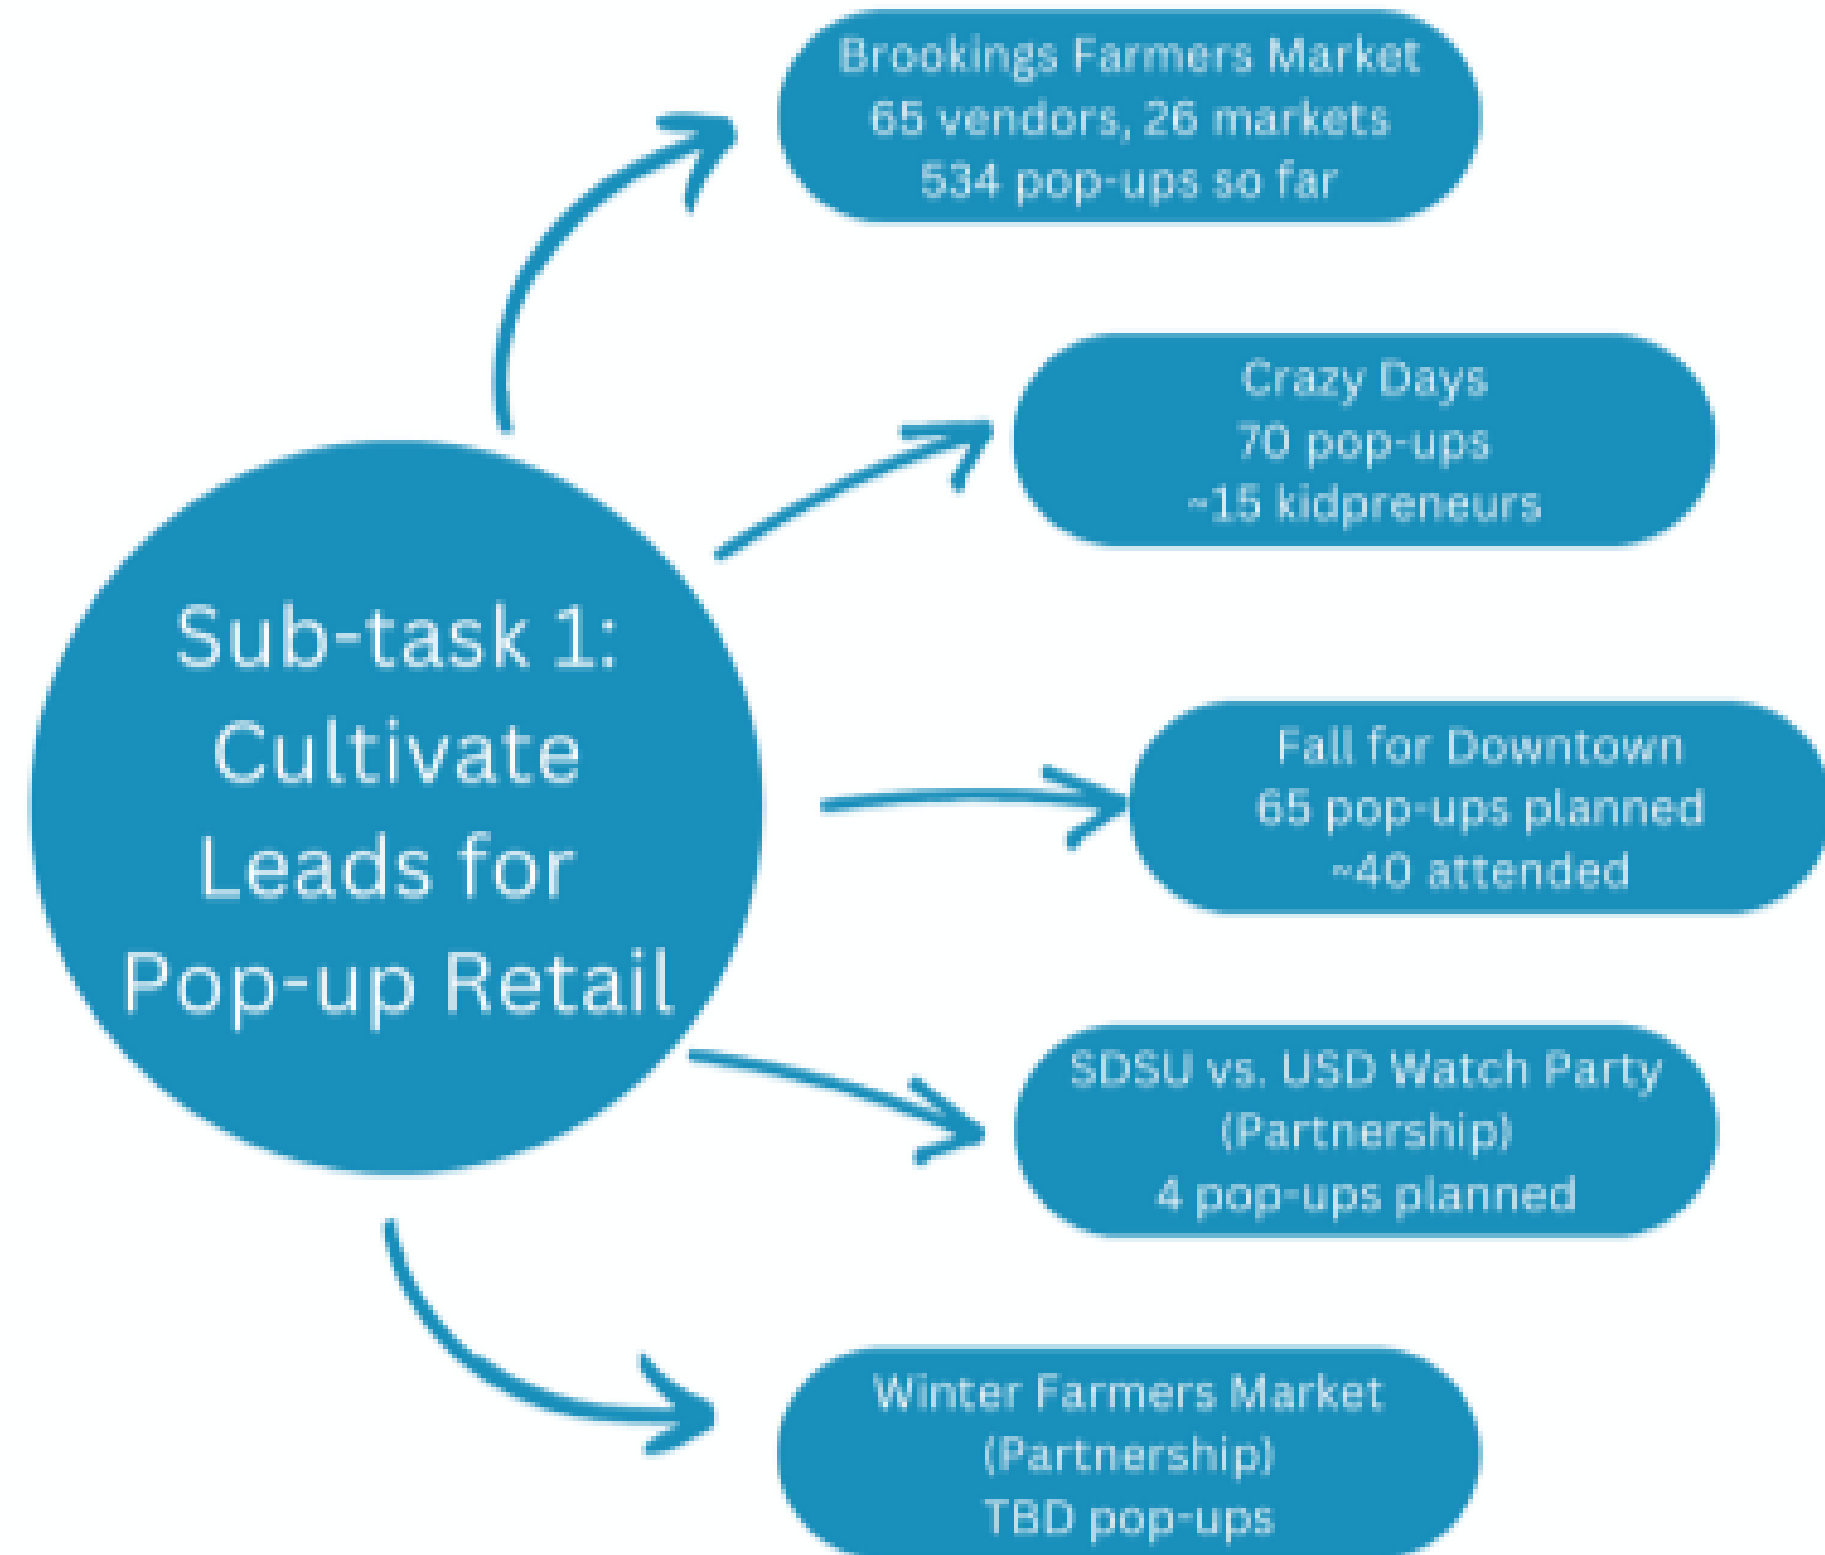 Sub-task 1:
Cultivate
Leads for
Pop-up Retail
Brookings Farmers Market
65 vendors, 26 markets
534 pop-ups so far
Crazy Days
70 pop-ups
~15 kidpreneurs
Fall for Downtown
65 pop-ups planned
~40 attended
SDSU vs. USD Watch Party
(Partnership)
4 pop-ups planned
Winter Farmers Market
(Partnership)
TBD pop-ups